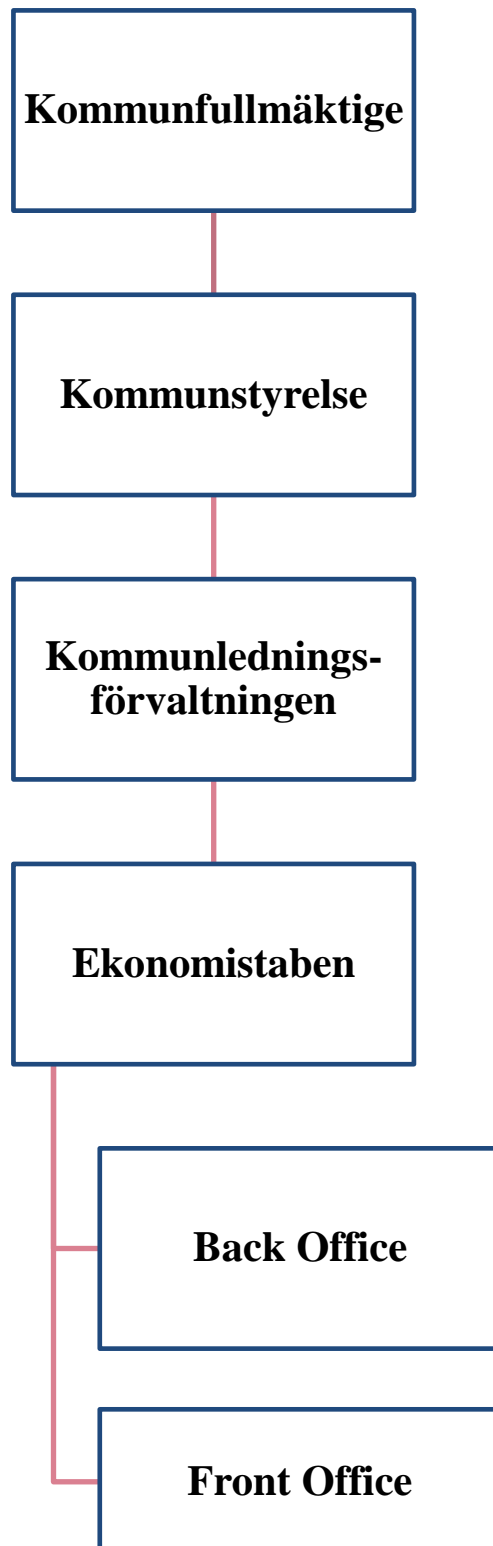 Kommunfullmäktige
Kommunstyrelse
Kommunlednings-
förvaltningen
Ekonomistaben
Back Office
Front Office